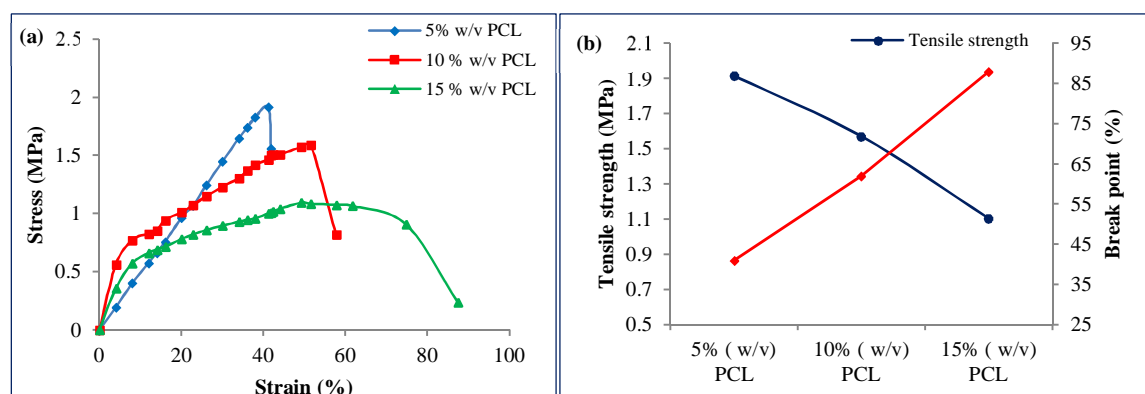 (a)
5% w/v PCL
10 % w/v PCL
15 % w/v PCL
2.5
2
1.5
1
0.5
0
0
20
40
60
80
100
Stress (MPa)
Strain (%)
(b)
Tensile strength
2.1
1.9
1.7
1.5
1.3
1.1
0.9
0.7
0.5
Tensile strength (MPa)
95
85
75
65
55
45
35
25
Break point (%)
5% ( w/v) 10% ( w/v) 15% ( w/v)
PCL PCL PCL